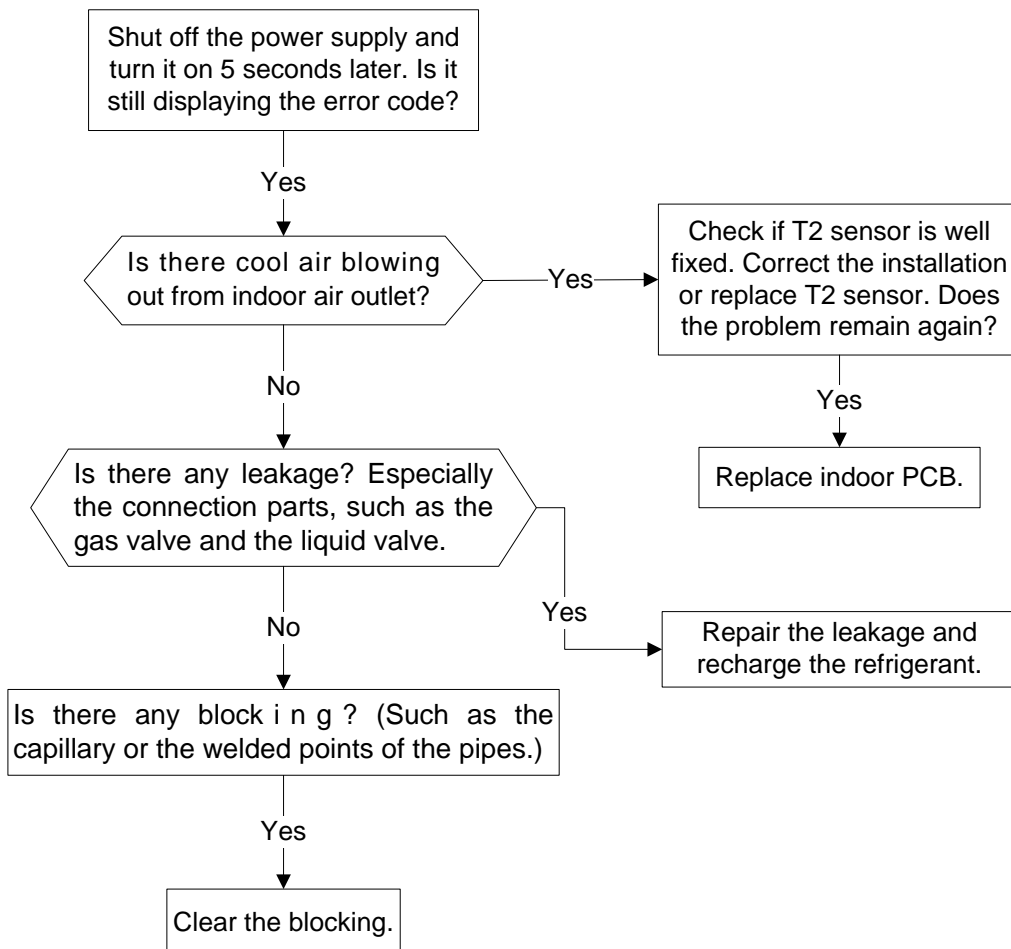 Shut off the power supply and
turn it on 5 seconds later. Is it
still displaying the error code?
Yes
Is there cool air blowing
out from indoor air outlet?
Yes
Check if T2 sensor is well
fixed. Correct the installation
or replace T2 sensor. Does
the problem remain again?
Yes
Replace indoor PCB.
No
Is there any leakage? Especially
the connection parts, such as the
gas valve and the liquid valve.
Yes
Repair the leakage and
recharge the refrigerant.
No
Is there any blocking? (Such as the
capillary or the welded points of the pipes.)
Yes
Clear the blocking.